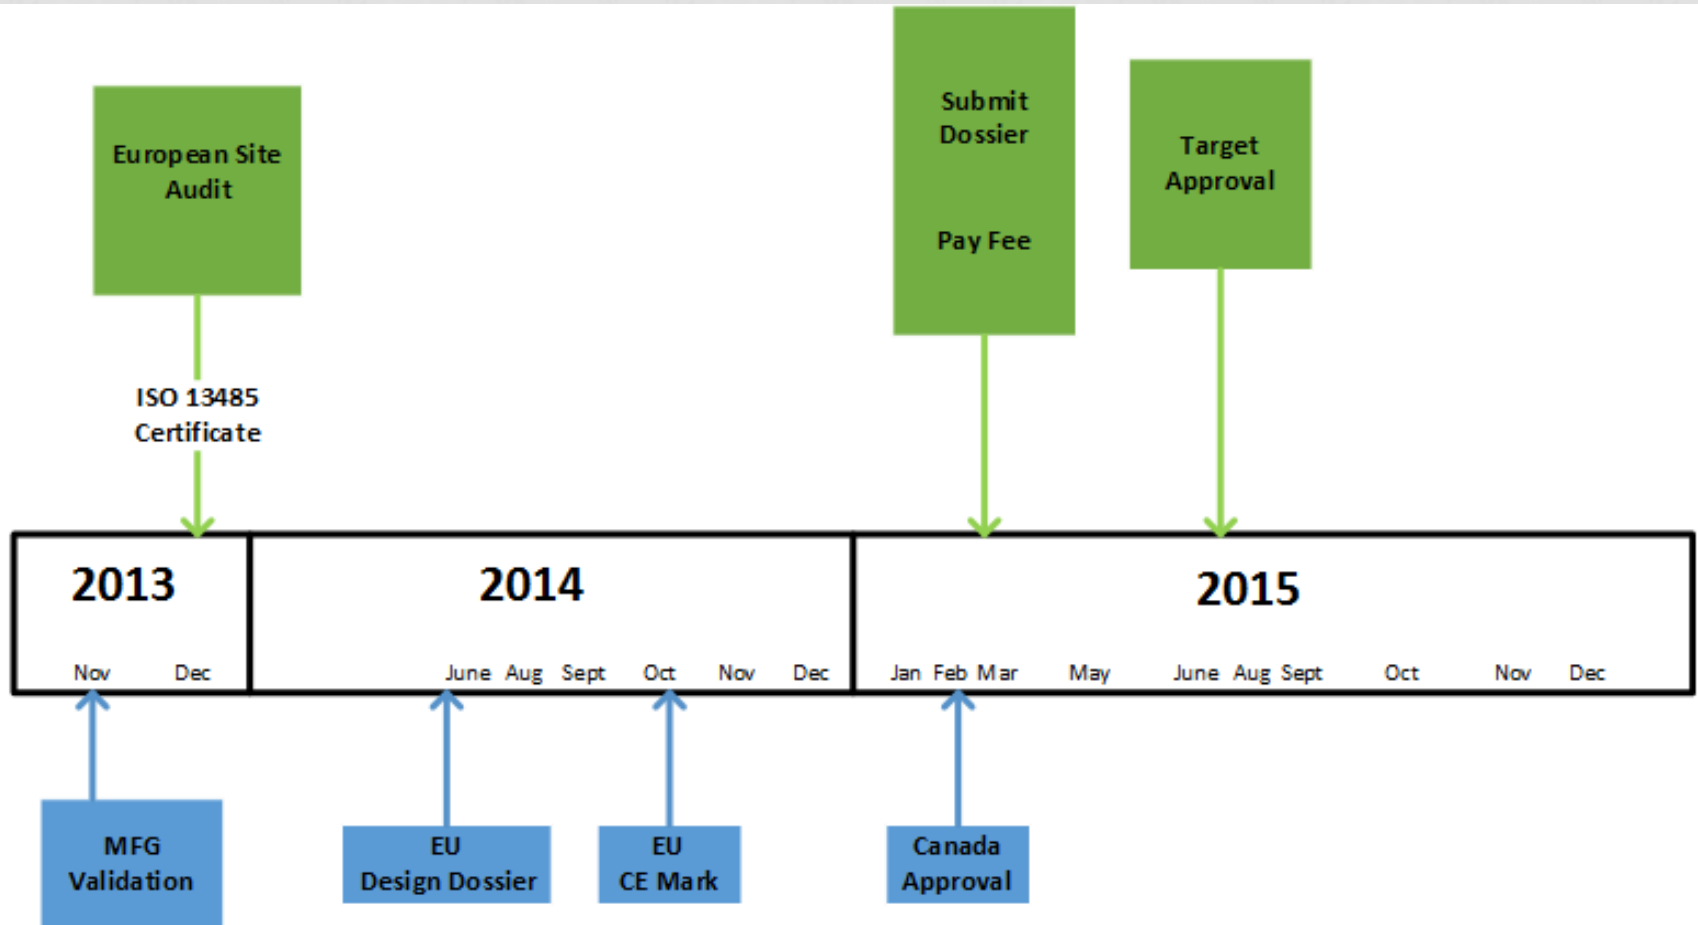 European Site
Audit
Submit
Dossier
Pay Fee
Target
Approval
ISO 13485
Certificate
2013
2014
2015
Nov Dec
June Aug Sept Oct Nov Dec
Jan Feb Mar May June Aug Sept Oct Nov Dec
MFG
Validation
EU
Design Dossier
EU
CE Mark
Canada
Approval